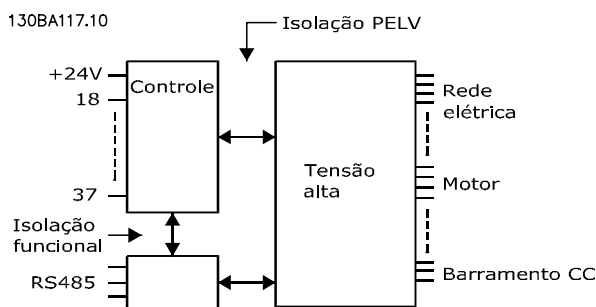 130BA117.10
Isolação PELV
+24V
Controle
18
37
Tensão
alta
Rede
elétrica
Motor
Isolação
funcional
RS485
Barramento CC